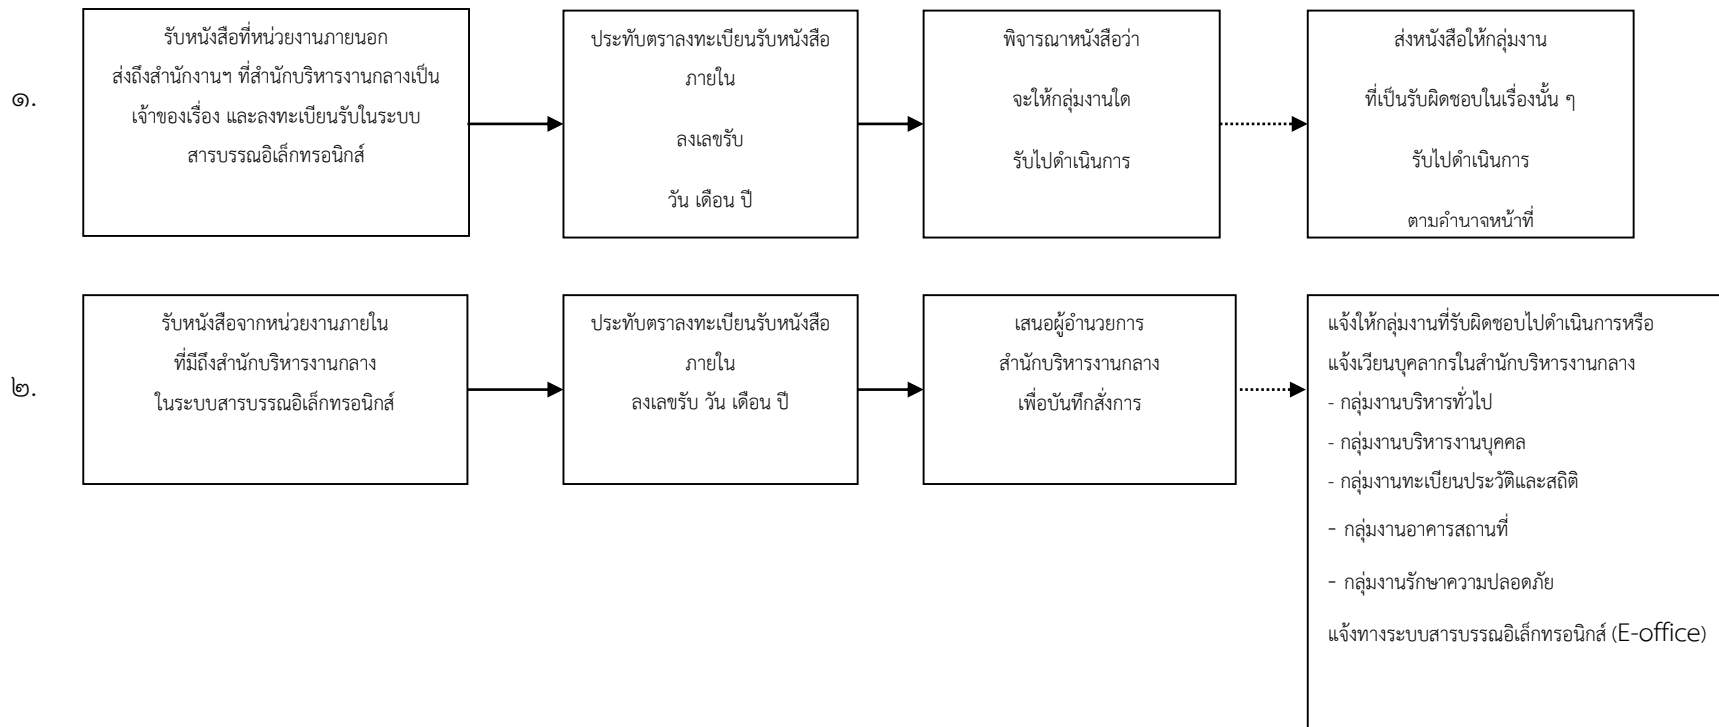 ๑.
รับหนังสือที่หน่วยงานภายนอก
ส่งถึงสำนักงานฯ ที่สำนักบริหารงานกลางเป็น
เจ้าของเรื่อง และลงทะเบียนรับในระบบ
สารบรรณอิเล็กทรอนิกส์
ประทับตราลงทะเบียนรับหนังสือ
ภายใน
ลงเลขรับ
วัน เดือน ปี
พิจารณาหนังสือว่า
จะให้กลุ่มงานใด
รับไปดำเนินการ
ส่งหนังสือให้กลุ่มงาน
ที่เป็นรับผิดชอบในเรื่องนั้น ๆ
รับไปดำเนินการ
ตามอำนาจหน้าที่
๒.
รับหนังสือจากหน่วยงานภายใน
ที่มีถึงสำนักบริหารงานกลาง
ในระบบสารบรรณอิเล็กทรอนิกส์
ประทับตราลงทะเบียนรับหนังสือ
ภายใน
ลงเลขรับ วัน เดือน ปี
เสนอผู้อำนวยการ
สำนักบริหารงานกลาง
เพื่อบันทึกสั่งการ
แจ้งให้กลุ่มงานที่รับผิดชอบไปดำเนินการหรือ
แจ้งเวียนบุคลากรในสำนักบริหารงานกลาง
- กลุ่มงานบริหารทั่วไป
- กลุ่มงานบริหารงานบุคคล
- กลุ่มงานทะเบียนประวัติและสถิติ
- กลุ่มงานอาคารสถานที่
- กลุ่มงานรักษาความปลอดภัย
แจ้งทางระบบสารบรรณอิเล็กทรอนิกส์ (E-office)